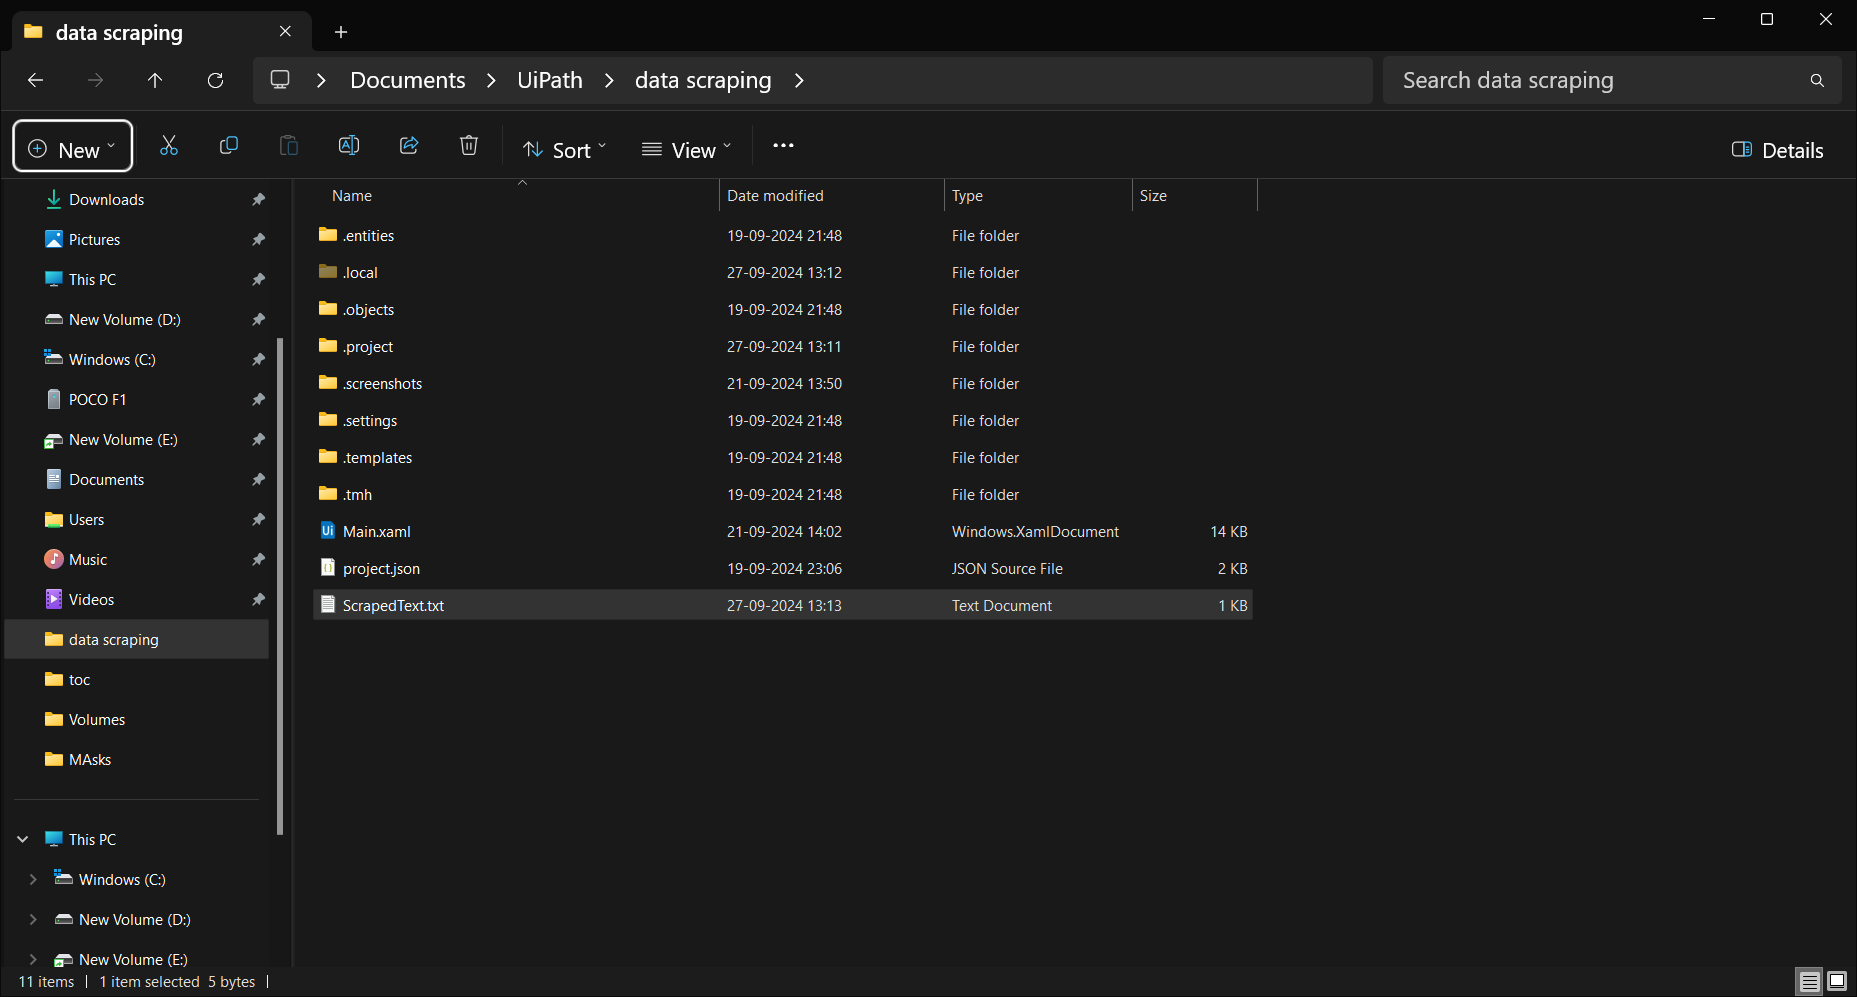 data scraping
Documents UiPath data scraping
Search data scraping
New
Sort
View
Details
Downloads
Pictures
This PC
New Volume (D:)
Windows (C:)
POCO F1
New Volume (E:)
Documents
Users
Music
Videos
data scraping
toc
Volumes
MAsks
This PC
Windows (C:)
New Volume (D:)
New Volume (E:)
Name Date modified Type Size
.entities 19-09-2024 21:48 File folder
.local 27-09-2024 13:12 File folder
.objects 19-09-2024 21:48 File folder
.project 27-09-2024 13:11 File folder
.screenshots 21-09-2024 13:50 File folder
.settings 19-09-2024 21:48 File folder
.templates 19-09-2024 21:48 File folder
.tmh 19-09-2024 21:48 File folder
Ui Main.xaml 21-09-2024 14:02 Windows.XamlDocument 14 KB
project.json 19-09-2024 23:06 JSON Source File 2 KB
ScrapedText.txt 27-09-2024 13:13 Text Document 1 KB
11 items 1 item selected 5 bytes